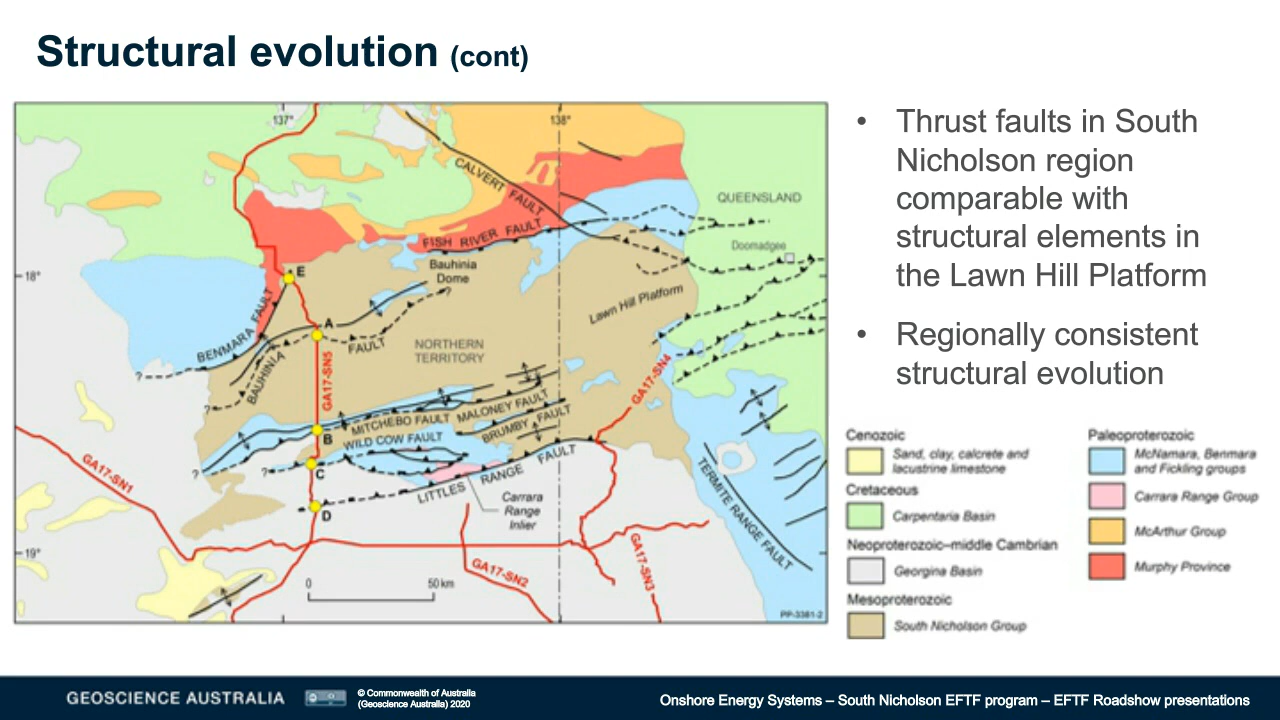 Structural evolution (cont)
137°
138°
CALVERT FAULT
QUEENSLAND
FISH RIVER FAULT
Doomadgee
Bauhinia
Dome
E
18°
Lawn Hill Platform
BENMARA FAULT
A
FAULT
BAUHINIA
NORTHERN
TERRITORY
GA17-SN5
GA17-SN4
?
?
?
MITCHEBO FAULT
MALONEY FAULT
B
WILD COW FAULT
BRUMBY FAULT
?
?
C
LITTLES RANGE FAULT
TERMITE RANGE FAULT
GA17-SN1
D
Carrara
Range
Inlier
19°
GA17-SN2
GA17-SN3
0
50 km
PP-3381-2
• Thrust faults in South
Nicholson region
comparable with
structural elements in
the Lawn Hill Platform
• Regionally consistent
structural evolution
Cenozoic
Sand, clay, calcrete and
lacustrine limestone
Cretaceous
Carpentaria Basin
Neoproterozoic–middle Cambrian
Georgina Basin
Mesoproterozoic
South Nicholson Group
Paleoproterozoic
McNamara, Benmara
and Fickling groups
Carrara Range Group
McArthur Group
Murphy Province
GEOSCIENCE AUSTRALIA
© Commonwealth of Australia
(Geoscience Australia) 2020
Onshore Energy Systems – South Nicholson EFTF program – EFTF Roadshow presentations